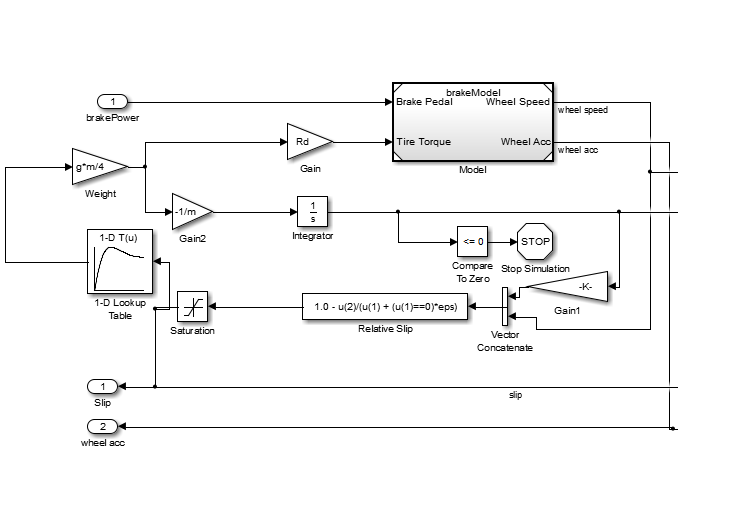 brakeModel
1
Brake Pedal
Wheel Speed
wheel speed
brakePower
Rd
Tire Torque
Wheel Acc
wheel acc
Gain
Model
g*m/4
Weight
-1/m
1
s
Gain2
Integrator
1-D T(u)
<= 0
STOP
Compare
To Zero
Stop Simulation
-K-
1-D Lookup
Table
Saturation
1.0 - u(2)/(u(1) + (u(1)==0)*eps)
Relative Slip
Gain1
Vector
Concatenate
1
Slip
slip
2
wheel acc